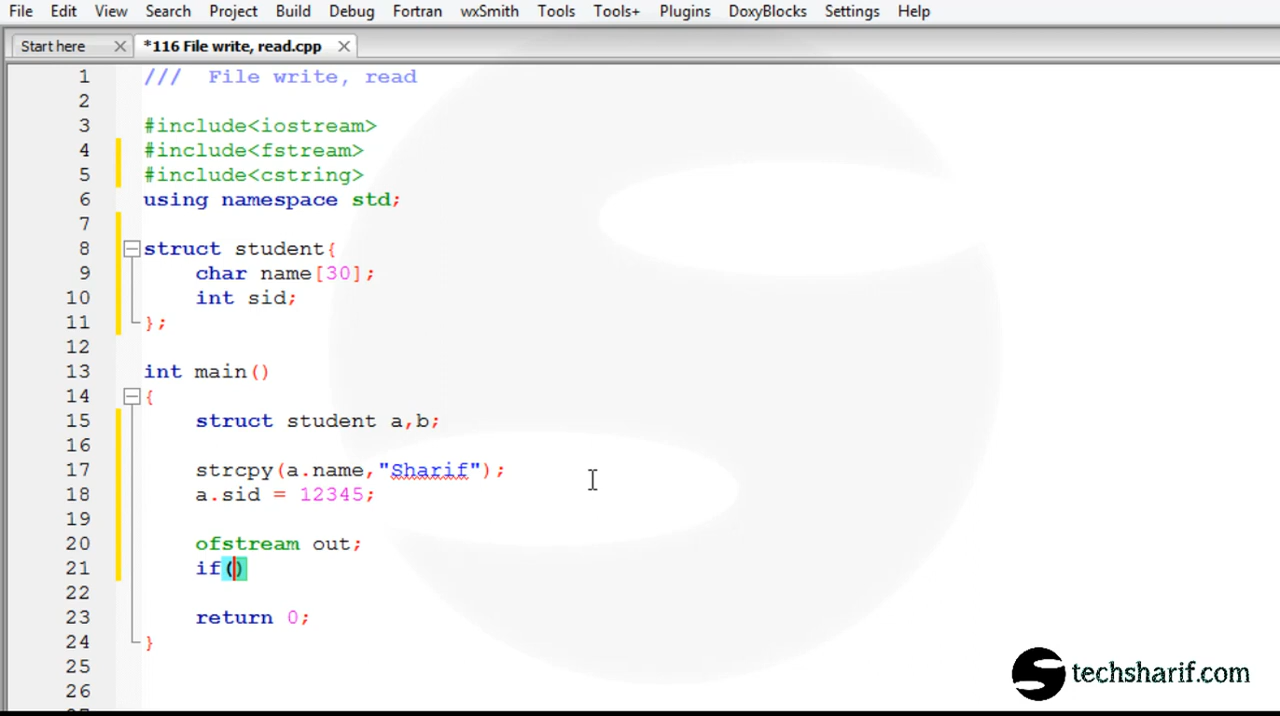 File Edit View Search Project Build Debug Fortran wxSmith Tools Tools+ Plugins DoxyBlocks Settings Help
Start here *116 File write, read.cpp
1 /// File write, read
2
3 #include<iostream>
4 #include<fstream>
5 #include<cstring>
6 using namespace std;
7
8 struct student{
9 char name[30];
10 int sid;
11 };
12
13 int main()
14 {
15 struct student a,b;
16
17 strcpy(a.name,"Sharif");
18 a.sid = 12345;
19
20 ofstream out;
21 if()
22
23 return 0;
24 }
25
26
techsharif.com